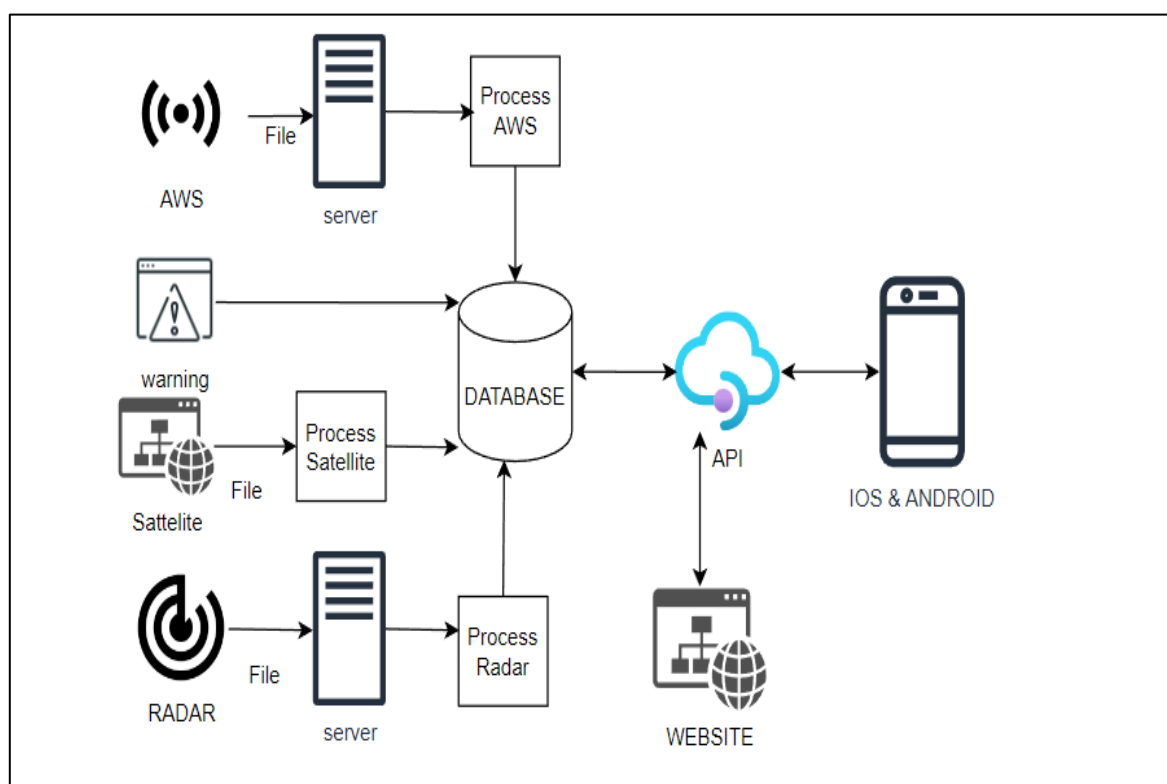 File
Process
AWS
AWS
server
warning
DATABASE
Process
Satellite
File
Sattelite
API
IOS & ANDROID
File
Process
Radar
RADAR
server
WEBSITE